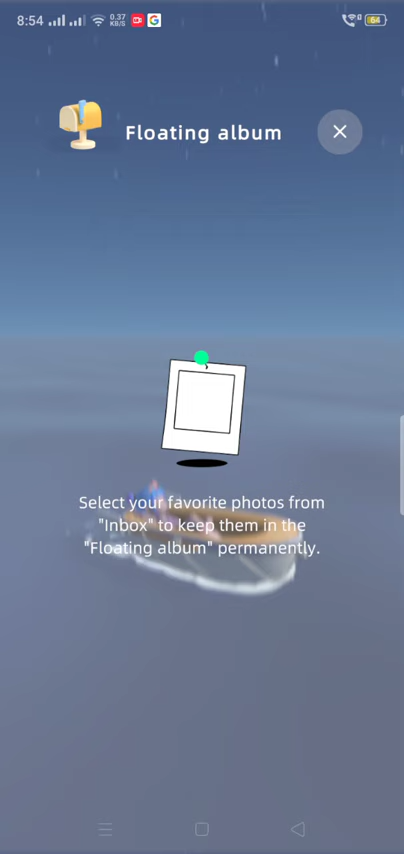 8:54 0.37 KB/S G 0 64
Floating album
Select your favorite photos from
"Inbox" to keep them in the
"Floating album" permanently.